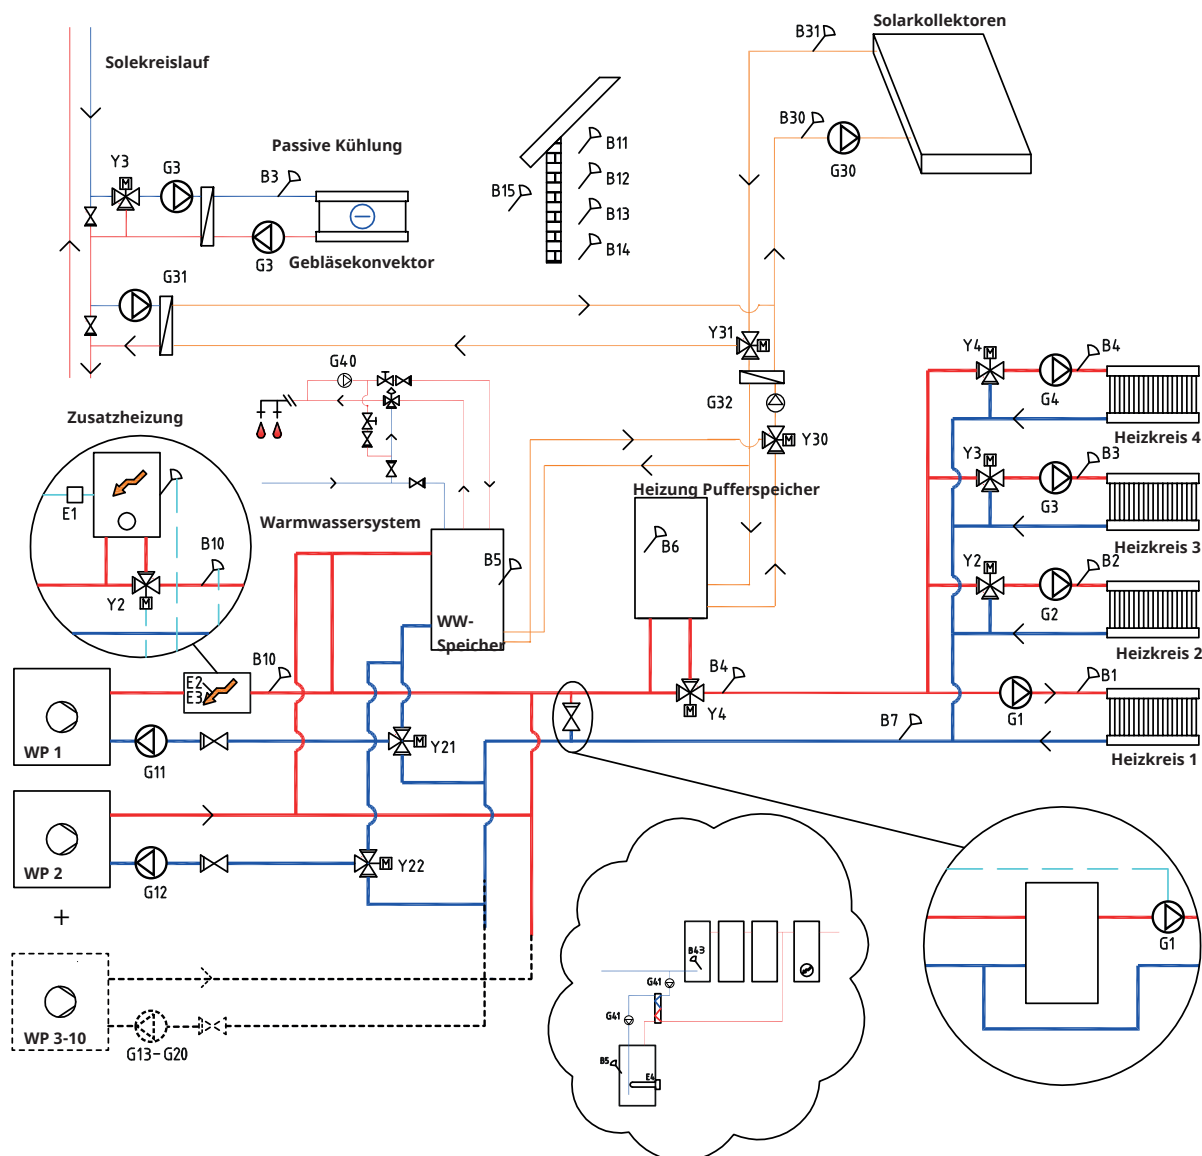 Solarkollektoren
B31
Solekreislauf
B30
G30
Passive Kühlung
Y3
G3
B3
B11
B12
B15
B13
B14
G3
Gebläsekonvektor
G31
Y31
G40
G32
Y30
Y4
B4
G4
Heizkreis 4
Zusatzheizung
Y3
B3
G3
Heizkreis 3
E1
Warmwassersystem
Heizung Pufferspeicher
B10
B5
B6
Y2
B2
G2
Heizkreis 2
Y2
WW-
Speicher
E2
E3
B10
B4
Y4
B1
G1
B7
WP 1
G11
Y21
Heizkreis 1
WP 2
G12
Y22
+
B43
G41
G41
G1
WP 3-10
G13-G20
B5
E4
M
M
M
M
M
M
M
M
M
M